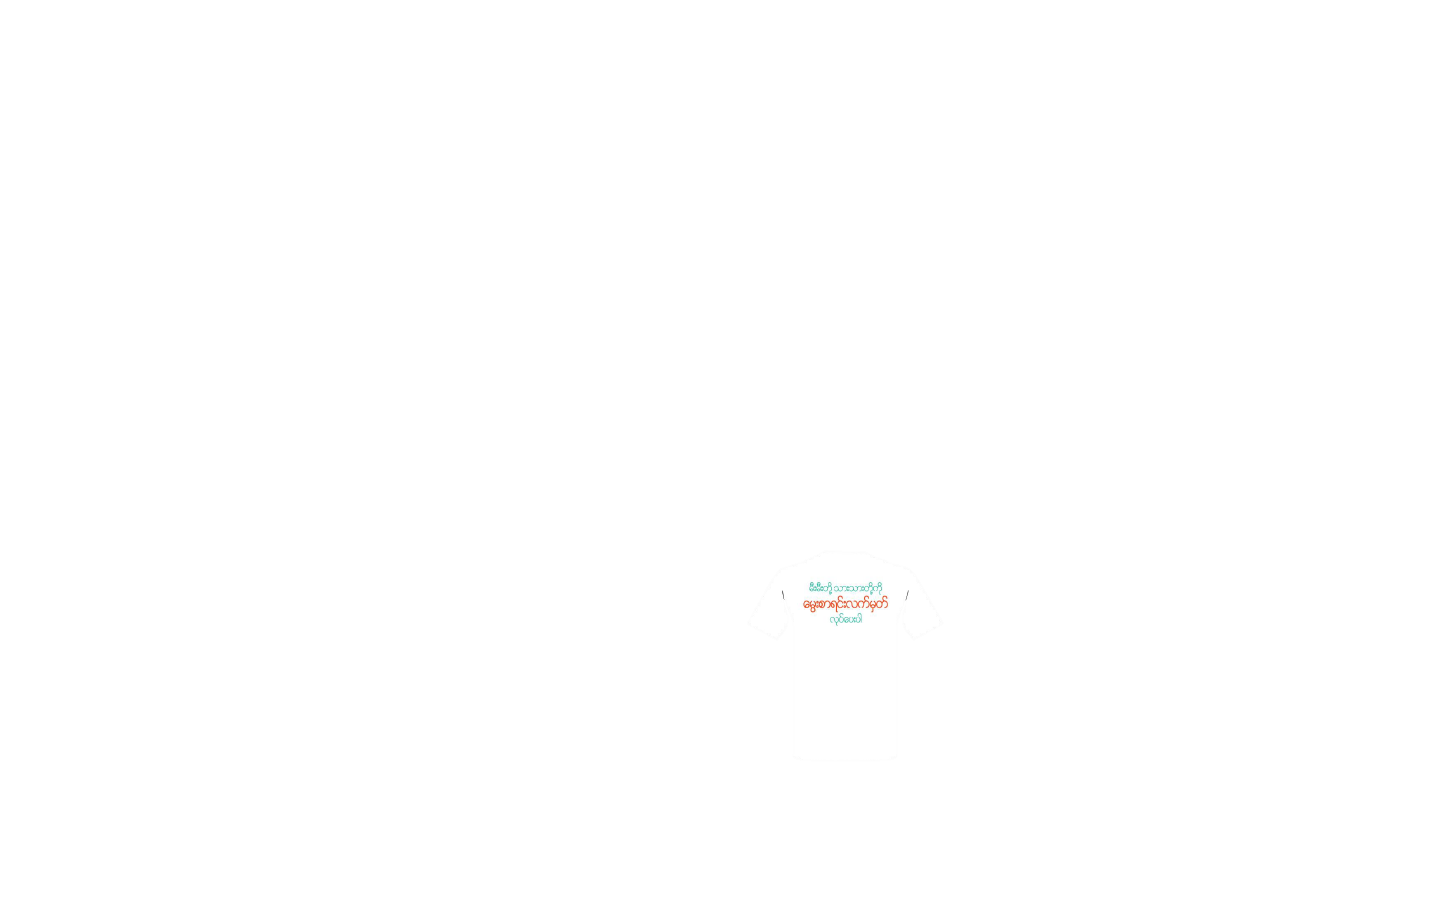 မီးမီးတို့ သားသားတို့ကို
မွေးစာရင်းလက်မှတ်
လုပ်ပေးပါ